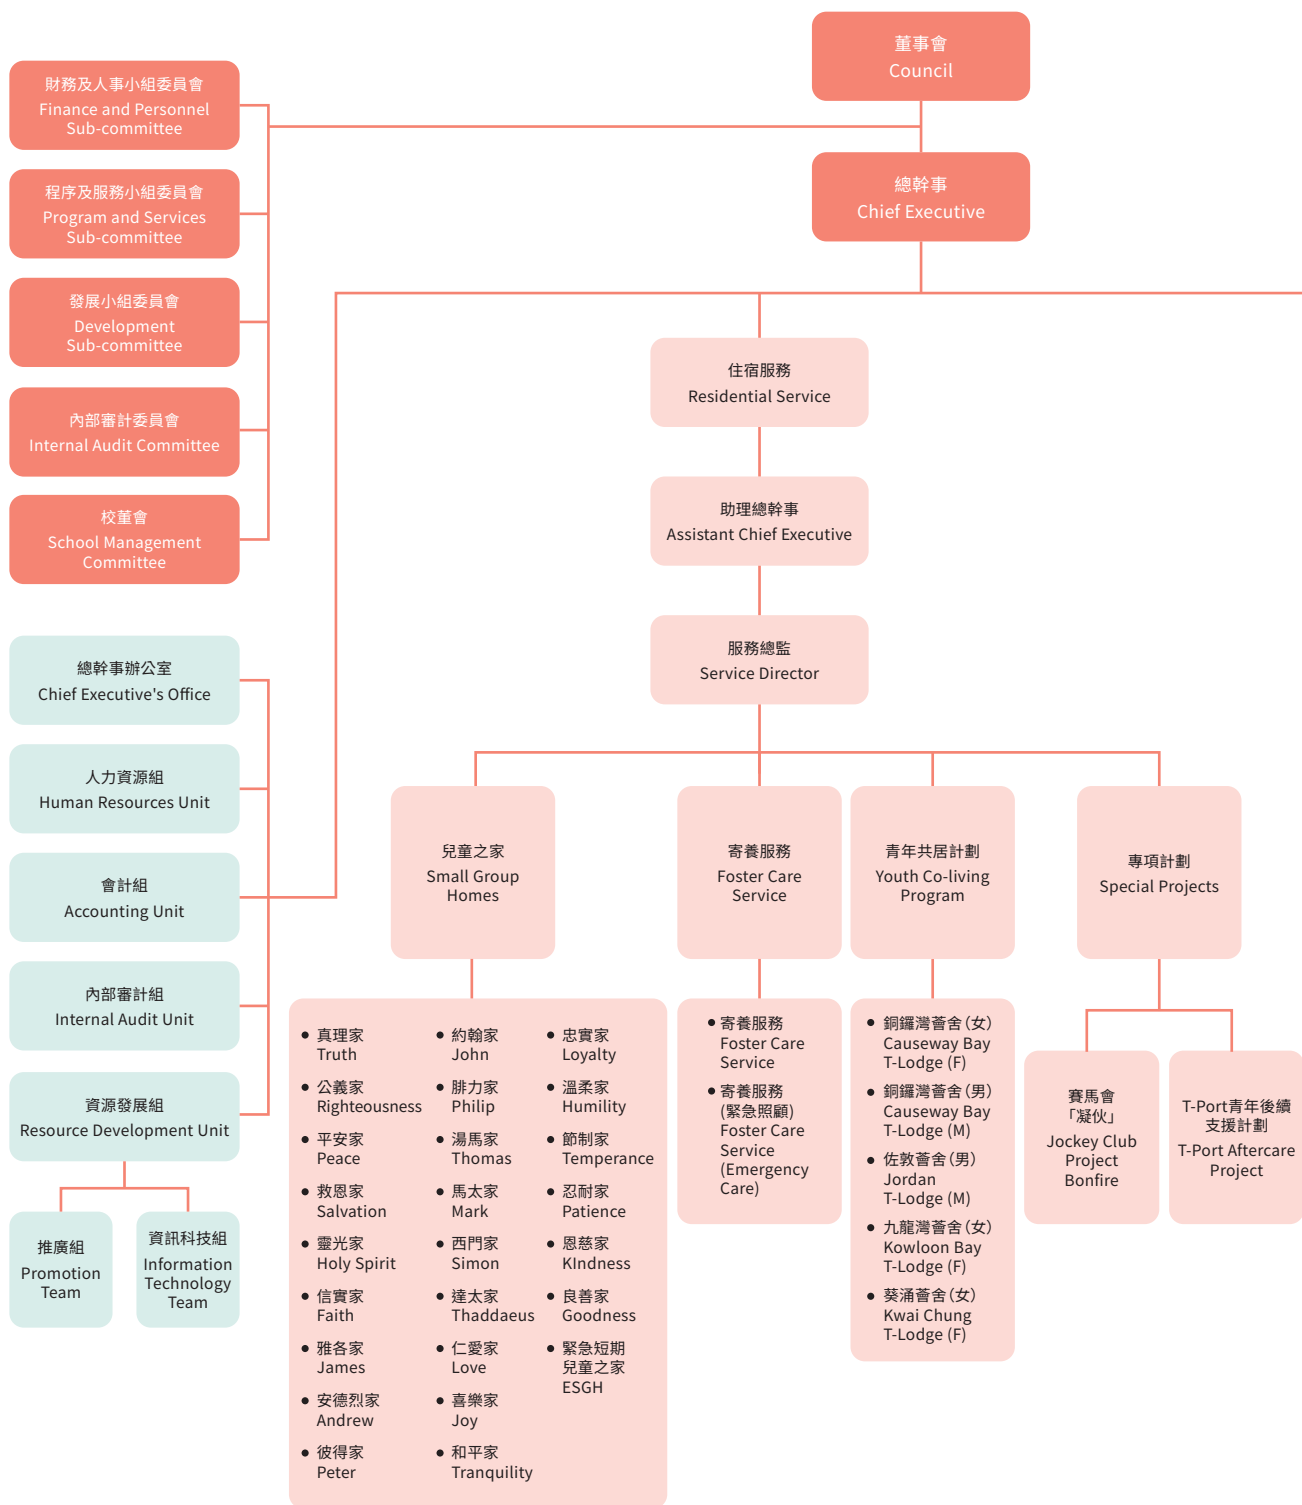 董事會
Council
總幹事
Chief Executive
財務及人事小組委員會
Finance and Personnel
Sub-committee
程序及服務小組委員會
Program and Services
Sub-committee
發展小組委員會
Development
Sub-committee
內部審計委員會
Internal Audit Committee
校董會
School Management
Committee
總幹事辦公室
Chief Executive's Office
人力資源組
Human Resources Unit
會計組
Accounting Unit
內部審計組
Internal Audit Unit
資源發展組
Resource Development Unit
推廣組
Promotion
Team
資訊科技組
Information
Technology
Team
住宿服務
Residential Service
助理總幹事
Assistant Chief Executive
服務總監
Service Director
兒童之家
Small Group
Homes
● 真理家
Truth
● 公義家
Righteousness
● 平安家
Peace
● 救恩家
Salvation
● 靈光家
Holy Spirit
● 信實家
Faith
● 雅各家
James
● 安德烈家
Andrew
● 彼得家
Peter
● 約翰家
John
● 腓力家
Philip
● 湯馬家
Thomas
● 馬太家
Mark
● 西門家
Simon
● 達太家
Thaddaeus
● 仁愛家
Love
● 喜樂家
Joy
● 和平家
Tranquility
● 忠實家
Loyalty
● 溫柔家
Humility
● 節制家
Temperance
● 忍耐家
Patience
● 恩慈家
KIndness
● 良善家
Goodness
● 緊急短期
兒童之家
ESGH
寄養服務
Foster Care
Service
● 寄養服務
Foster Care
Service
● 寄養服務
(緊急照顧)
Foster Care
Service
(Emergency
Care)
青年共居計劃
Youth Co-living
Program
● 銅鑼灣薈舍(女)
Causeway Bay
T-Lodge (F)
● 銅鑼灣薈舍(男)
Causeway Bay
T-Lodge (M)
● 佐敦薈舍(男)
Jordan
T-Lodge (M)
● 九龍灣薈舍(女)
Kowloon Bay
T-Lodge (F)
● 葵涌薈舍(女)
Kwai Chung
T-Lodge (F)
專項計劃
Special Projects
賽馬會
「凝伙」
Jockey Club
Project
Bonfire
T-Port青年後續
支援計劃
T-Port Aftercare
Project